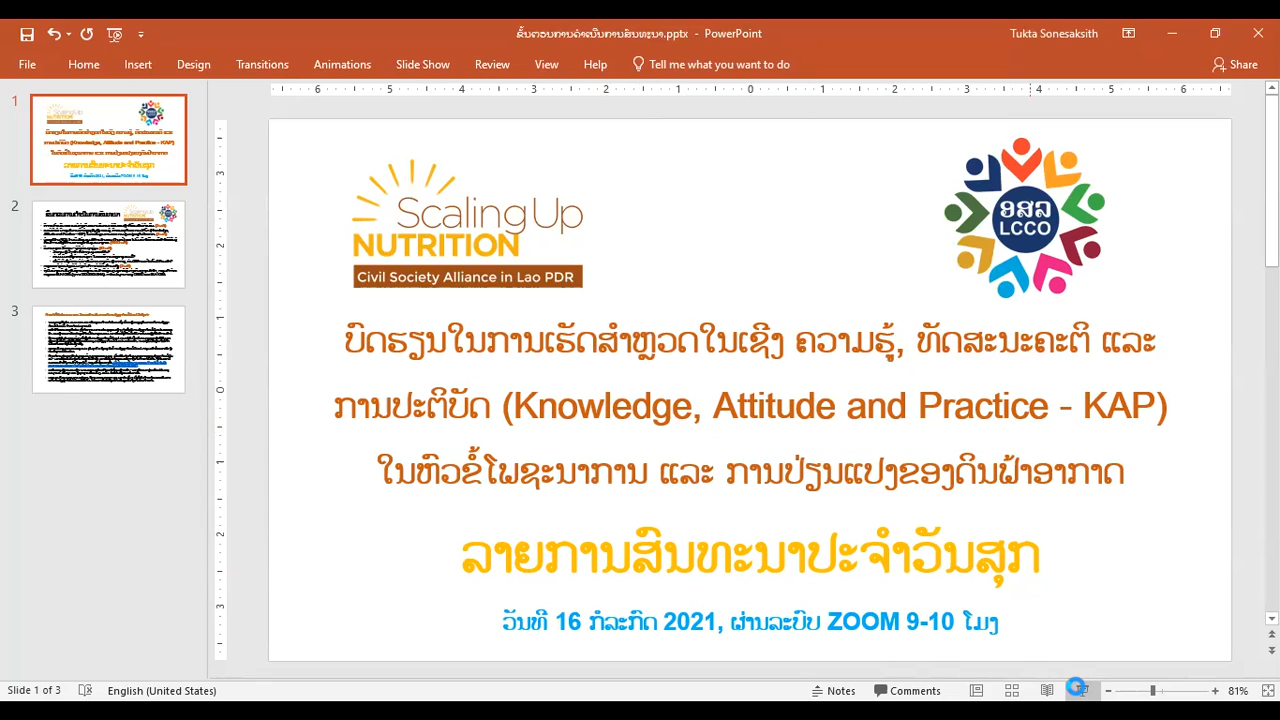 ຂັ້ນຕອນການດຳເນີນການສົນທະນາ.pptx - PowerPoint
Tukta Sonesaksith
File Home Insert Design Transitions Animations Slide Show Review View Help Tell me what you want to do Share
Scaling Up
NUTRITION
Civil Society Alliance in Lao PDR
ອສລ
LCCO
ບົດຮຽນໃນການເຮັດສຳຫຼວດໃນເຊີງ ຄວາມຮູ້, ທັດສະນະຄະຕິ ແລະ
ການປະຕິບັດ (Knowledge, Attitude and Practice - KAP)
ໃນຫົວຂໍ້ໂພຊະນາການ ແລະ ການປ່ຽນແປງຂອງດິນຟ້າອາກາດ
ລາຍການສົນທະນາປະຈຳວັນສຸກ
ວັນທີ 16 ກໍລະກົດ 2021, ຜ່ານລະບົບ ZOOM 9-10 ໂມງ
Slide 1 of 3 English (United States) Notes Comments 81%